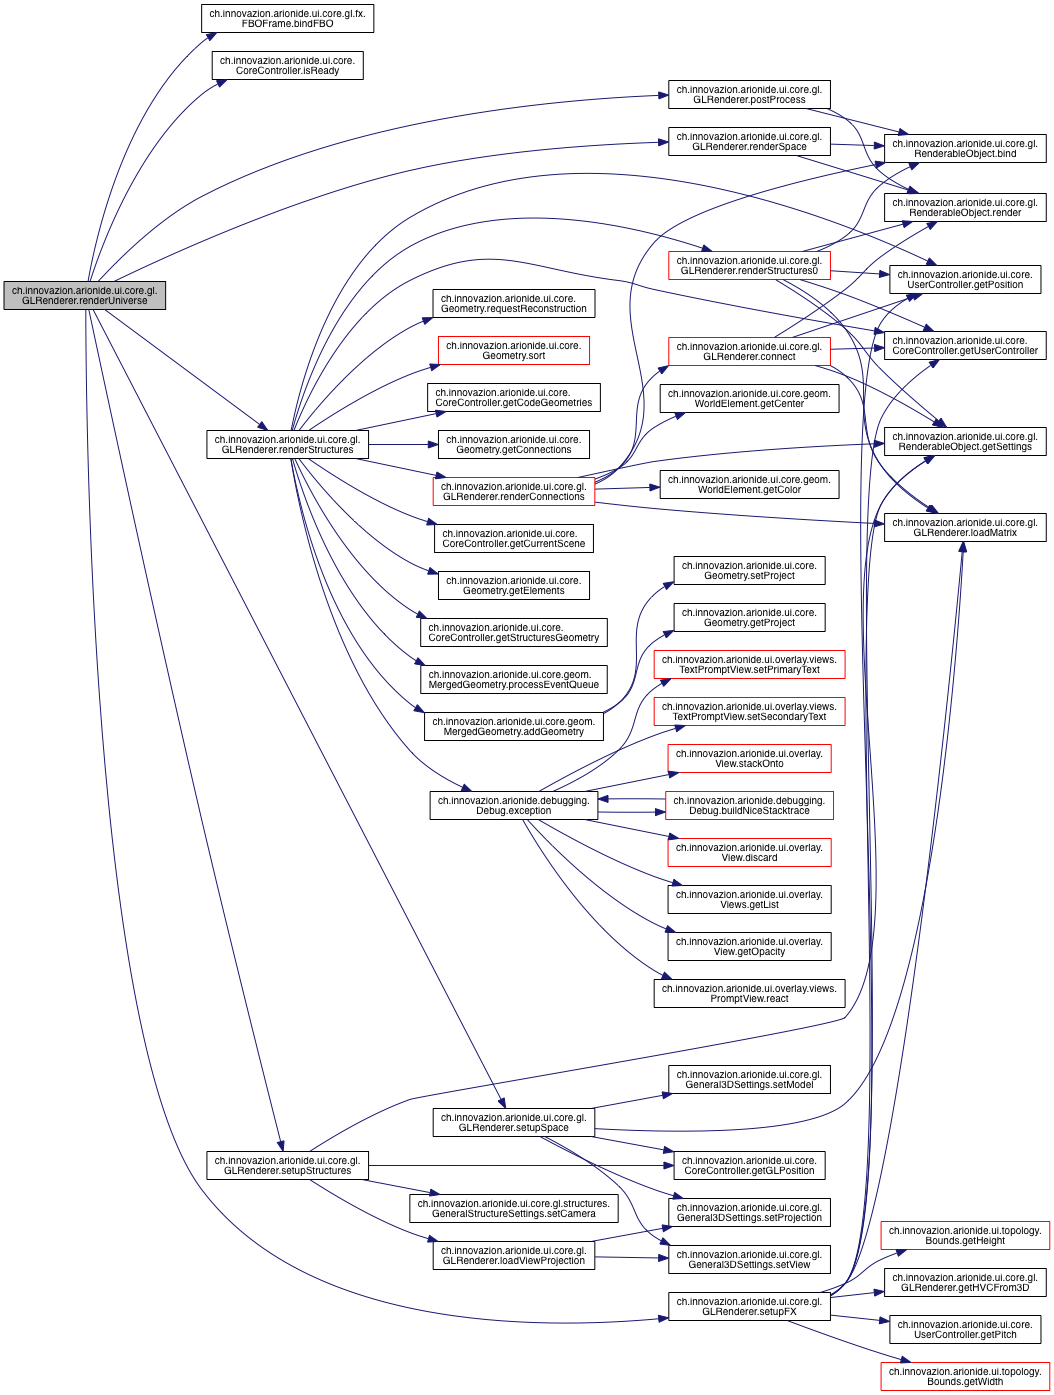 ch.innovazion.arionide.ui.core.gl.fx.
FBOFrame.bindFBO
ch.innovazion.arionide.ui.core.
CoreController.isReady
ch.innovazion.arionide.ui.core.gl.
GLRenderer.postProcess
ch.innovazion.arionide.ui.core.gl.
GLRenderer.renderSpace
ch.innovazion.arionide.ui.core.gl.
RenderableObject.bind
ch.innovazion.arionide.ui.core.gl.
RenderableObject.render
ch.innovazion.arionide.ui.core.gl.
GLRenderer.renderStructures0
ch.innovazion.arionide.ui.core.
UserController.getPosition
ch.innovazion.arionide.ui.core.gl.
GLRenderer.renderUniverse
ch.innovazion.arionide.ui.core.
Geometry.requestReconstruction
ch.innovazion.arionide.ui.core.
Geometry.sort
ch.innovazion.arionide.ui.core.gl.
GLRenderer.connect
ch.innovazion.arionide.ui.core.
CoreController.getUserController
ch.innovazion.arionide.ui.core.
CoreController.getCodeGeometries
ch.innovazion.arionide.ui.core.geom.
WorldElement.getCenter
ch.innovazion.arionide.ui.core.gl.
GLRenderer.renderStructures
ch.innovazion.arionide.ui.core.
Geometry.getConnections
ch.innovazion.arionide.ui.core.gl.
RenderableObject.getSettings
ch.innovazion.arionide.ui.core.gl.
GLRenderer.renderConnections
ch.innovazion.arionide.ui.core.geom.
WorldElement.getColor
ch.innovazion.arionide.ui.core.
CoreController.getCurrentScene
ch.innovazion.arionide.ui.core.gl.
GLRenderer.loadMatrix
ch.innovazion.arionide.ui.core.
Geometry.getElements
ch.innovazion.arionide.ui.core.
Geometry.setProject
ch.innovazion.arionide.ui.core.
CoreController.getStructuresGeometry
ch.innovazion.arionide.ui.core.
Geometry.getProject
ch.innovazion.arionide.ui.core.geom.
MergedGeometry.processEventQueue
ch.innovazion.arionide.ui.overlay.views.
TextPromptView.setPrimaryText
ch.innovazion.arionide.ui.core.geom.
MergedGeometry.addGeometry
ch.innovazion.arionide.ui.overlay.views.
TextPromptView.setSecondaryText
ch.innovazion.arionide.ui.overlay.
View.stackOnto
ch.innovazion.arionide.debugging.
Debug.exception
ch.innovazion.arionide.debugging.
Debug.buildNiceStacktrace
ch.innovazion.arionide.ui.overlay.
View.discard
ch.innovazion.arionide.ui.overlay.
Views.getList
ch.innovazion.arionide.ui.overlay.
View.getOpacity
ch.innovazion.arionide.ui.overlay.views.
PromptView.react
ch.innovazion.arionide.ui.core.gl.
General3DSettings.setModel
ch.innovazion.arionide.ui.core.gl.
GLRenderer.setupSpace
ch.innovazion.arionide.ui.core.gl.
GLRenderer.setupStructures
ch.innovazion.arionide.ui.core.
CoreController.getGLPosition
ch.innovazion.arionide.ui.core.gl.structures.
GeneralStructureSettings.setCamera
ch.innovazion.arionide.ui.core.gl.
General3DSettings.setProjection
ch.innovazion.arionide.ui.core.gl.
GLRenderer.loadViewProjection
ch.innovazion.arionide.ui.core.gl.
General3DSettings.setView
ch.innovazion.arionide.ui.topology.
Bounds.getHeight
ch.innovazion.arionide.ui.core.gl.
GLRenderer.getHVCFrom3D
ch.innovazion.arionide.ui.core.gl.
GLRenderer.setupFX
ch.innovazion.arionide.ui.core.
UserController.getPitch
ch.innovazion.arionide.ui.topology.
Bounds.getWidth